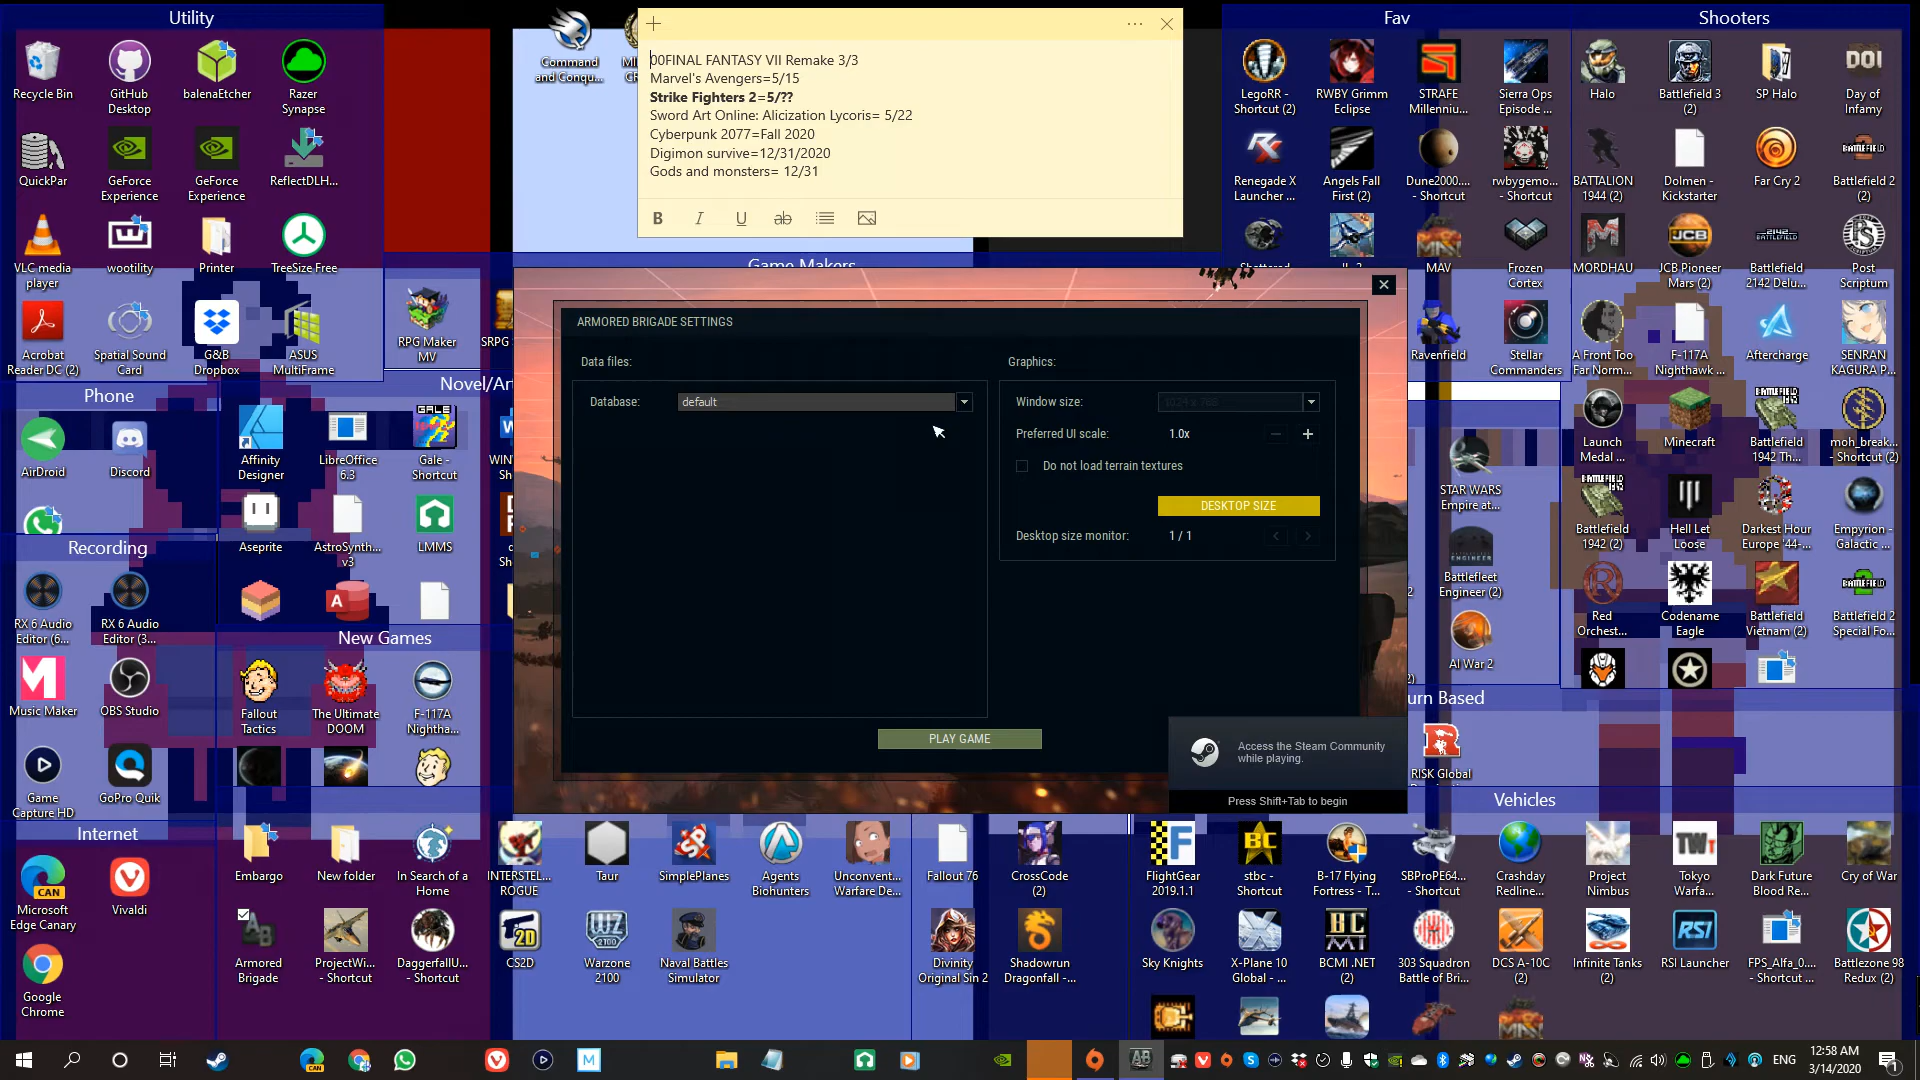 Utility
Recycle Bin
GitHub
Desktop
balenaEtcher
Razer
Synapse
QuickPar
GeForce
Experience
GeForce
Experience
ReflectDLH...
VLC media
player
wootility
Printer
TreeSize Free
Acrobat
Reader DC (2)
Spatial Sound
Card
G&B
Dropbox
ASUS
MultiFrame
Phone
AirDroid
Discord
Recording
RX 6 Audio
Editor (6...
RX 6 Audio
Editor (3...
Music Maker
OBS Studio
Game
Capture HD
GoPro Quik
Internet
Microsoft
Edge Canary
Vivaldi
Google
Chrome
Command
and Conqu...
00FINAL FANTASY VII Remake 3/3
Marvel's Avengers=5/15
Strike Fighters 2=5/??
Sword Art Online: Alicization Lycoris= 5/22
Cyberpunk 2077=Fall 2020
Digimon survive=12/31/2020
Gods and monsters= 12/31
B I U ab
Game Makers
RPG Maker
MV
SRPG
Novel/Ar
Affinity
Designer
LibreOffice
6.3
Gale -
Shortcut
Aseprite
AstroSynth...
v3
LMMS
New Games
Fallout
Tactics
The Ultimate
DOOM
F-117A
Nightha...
Embargo
New folder
In Search of a
Home
Armored
Brigade
ProjectWi...
- Shortcut
DaggerfallU...
- Shortcut
ARMORED BRIGADE SETTINGS
Data files:
Database:
default
Graphics:
Window size:
1024 x 768
Preferred UI scale:
1.0x
Do not load terrain textures
DESKTOP SIZE
Desktop size monitor:
1 / 1
PLAY GAME
Access the Steam Community
while playing.
Press Shift+Tab to begin
INTERSTEL...
ROGUE
Taur
SimplePlanes
Agents
Biohunters
Unconvent...
Warfare De...
Fallout 76
CrossCode
(2)
CS2D
Warzone
2100
Naval Battles
Simulator
Divinity
Original Sin 2
Shadowrun
Dragonfall -...
Fav
LegoRR -
Shortcut (2)
RWBY Grimm
Eclipse
STRAFE
Millenniu...
Sierra Ops
Episode ...
Renegade X
Launcher ...
Angels Fall
First (2)
Dune2000....
- Shortcut
rwbygemo...
- Shortcut
MAV
Frozen
Cortex
Ravenfield
Stellar
Commanders
STAR WARS
Empire at...
Battlefleet
Engineer (2)
AI War 2
Shooters
Halo
Battlefield 3
(2)
SP Halo
Day of
Infamy
BATTALION
1944 (2)
Dolmen -
Kickstarter
Far Cry 2
Battlefield 2
(2)
MORDHAU
JCB Pioneer
Mars (2)
Battlefield
2142 Delu...
Post
Scriptum
A Front Too
Far Norm...
F-117A
Nighthawk ...
Aftercharge
SENRAN
KAGURA P...
Launch
Medal ...
Minecraft
Battlefield
1942 Th...
moh_break...
- Shortcut (2)
Battlefield
1942 (2)
Hell Let
Loose
Darkest Hour
Europe '44-...
Empyrion -
Galactic ...
Red
Orchest...
Codename
Eagle
Battlefield
Vietnam (2)
Battlefield 2
Special Fo...
urn Based
RISK Global
Vehicles
FlightGear
2019.1.1
stbc -
Shortcut
B-17 Flying
Fortress - T...
SBProPE64...
- Shortcut
Crashday
Redline...
Project
Nimbus
Tokyo
Warfa...
Dark Future
Blood Re...
Cry of War
Sky Knights
X-Plane 10
Global - ...
BCMI .NET
(2)
303 Squadron
Battle of Bri...
DCS A-10C
(2)
Infinite Tanks
(2)
RSI Launcher
FPS_Alfa_0....
- Shortcut ...
Battlezone 98
Redux (2)
ENG
12:58 AM
3/14/2020